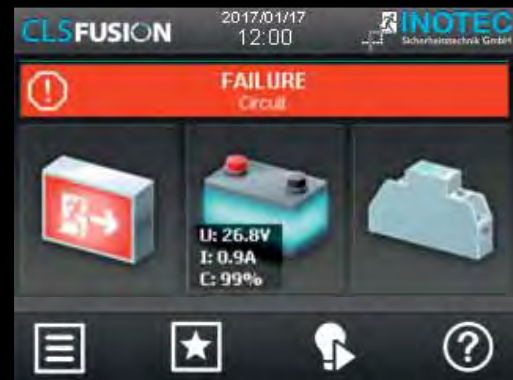 CLSFUSION
2017/01/17
12:00
INOTEC
Sicherheitstechnik GmbH
FAILURE
Circuit
U: 26.8V
I: 0.9A
C: 99%
?